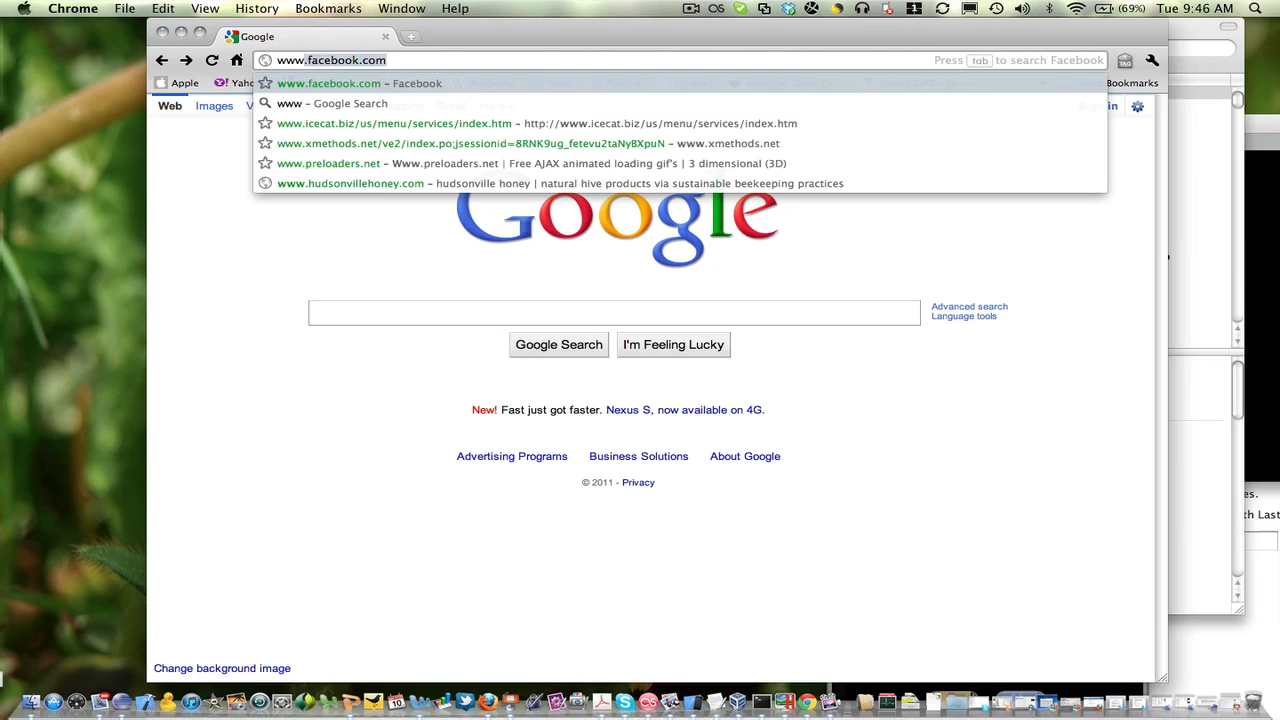 Chrome File Edit View History Bookmarks Window Help (69%) Tue 9:46 AM
Google
www.facebook.com Press tab to search Facebook
Apple Yaho Bookmarks
www.facebook.com – Facebook
www – Google Search
www.icecat.biz/us/menu/services/index.htm – http://www.icecat.biz/us/menu/services/index.htm
www.xmethods.net/ve2/index.po;jsessionid=8RNK9ug_fetevu2taNyBXpuN – www.xmethods.net
www.preloaders.net – Www.preloaders.net | Free AJAX animated loading gif's | 3 dimensional (3D)
www.hudsonvillehoney.com – hudsonville honey | natural hive products via sustainable beekeeping practices
Web Images V Sign in
Google
Advanced search
Language tools
Google Search I'm Feeling Lucky
New! Fast just got faster. Nexus S, now available on 4G.
Advertising Programs Business Solutions About Google
© 2011 - Privacy
es.
th Last
Change background image